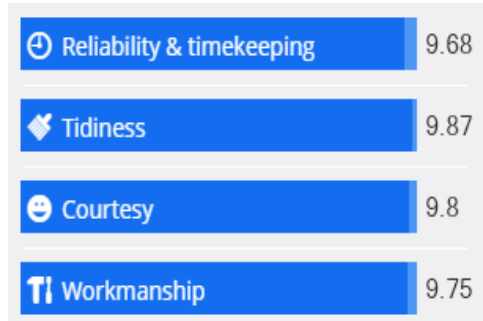 Reliability & timekeeping 9.68
Tidiness 9.87
Courtesy 9.8
Workmanship 9.75